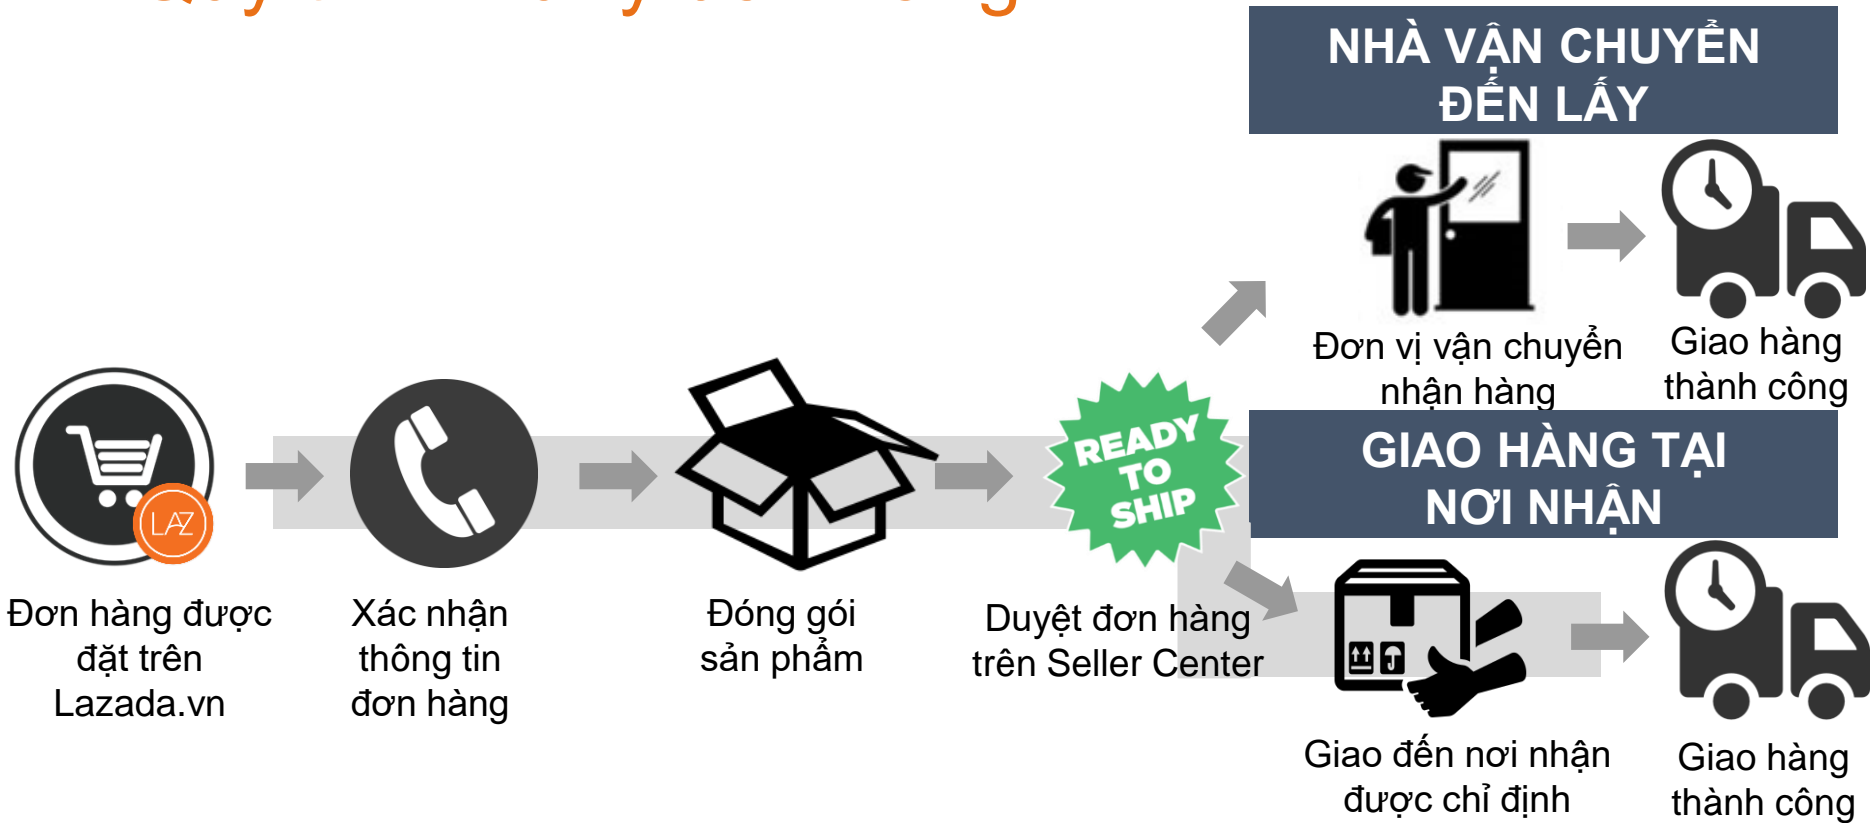 NHÀ VẬN CHUYỂN
ĐẾN LẤY
Đơn vị vận chuyển
nhận hàng
Giao hàng
thành công
LAZ
READY
TO
SHIP
GIAO HÀNG TẠI
NƠI NHẬN
Đơn hàng được
đặt trên
Lazada.vn
Xác nhận
thông tin
đơn hàng
Đóng gói
sản phẩm
Duyệt đơn hàng
trên Seller Center
Giao đến nơi nhận
được chỉ định
Giao hàng
thành công